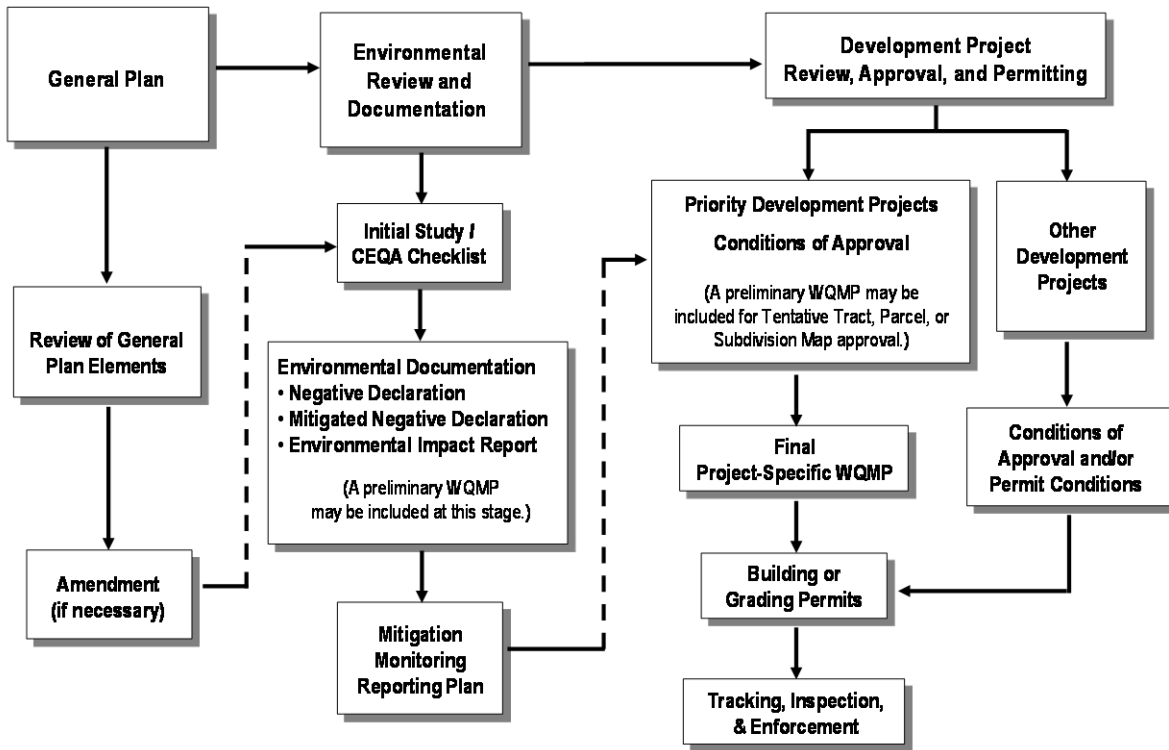 General Plan
Environmental
Review and
Documentation
Development Project
Review, Approval, and Permitting
Initial Study /
CEQA Checklist
Priority Development Projects
Conditions of Approval
(A preliminary WQMP may be
included for Tentative Tract, Parcel, or
Subdivision Map approval.)
Other
Development
Projects
Review of General
Plan Elements
Environmental Documentation
• Negative Declaration
• Mitigated Negative Declaration
• Environmental Impact Report
(A preliminary WQMP
may be included at this stage.)
Final
Project-Specific WQMP
Conditions of
Approval and/or
Permit Conditions
Amendment
(if necessary)
Building or
Grading Permits
Mitigation
Monitoring
Reporting Plan
Tracking, Inspection,
& Enforcement